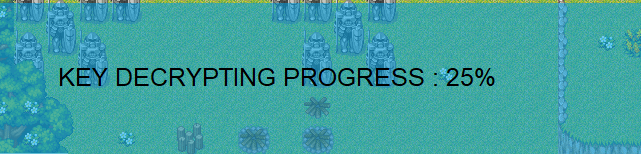 KEY DECRYPTING PROGRESS : 25%